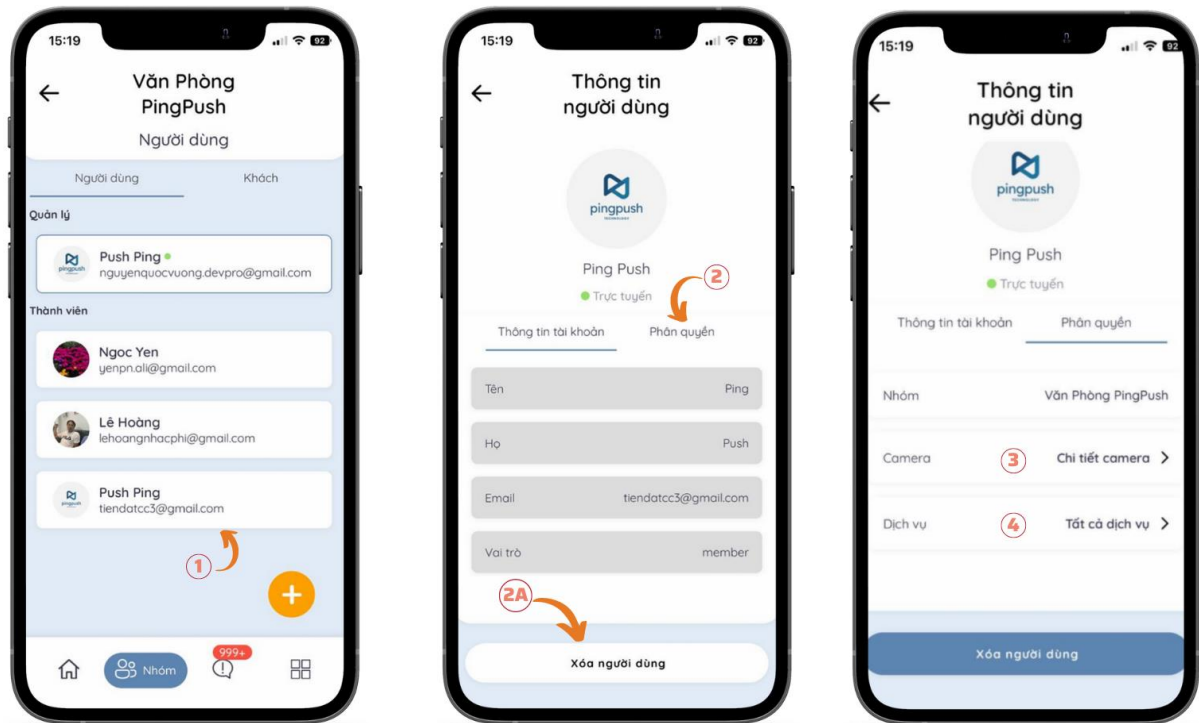 15:19
92
Văn Phòng
PingPush
Người dùng
Người dùng
Khách
Quản lý
pingpush
Push Ping
nguyenquocvuong.devpro@gmail.com
Thành viên
Ngoc Yen
yenpn.ali@gmail.com
Lê Hoàng
lehoangnhacphi@gmail.com
pingpush
Push Ping
tiendatcc3@gmail.com
1
+
Nhóm
999+
15:19
92
Thông tin
người dùng
pingpush
TECHNOLOGY
Ping Push
Trực tuyến
2
Thông tin tài khoản
Phân quyền
Tên
Ping
Họ
Push
Email
tiendatcc3@gmail.com
Vai trò
member
2A
Xóa người dùng
15:19
92
Thông tin
người dùng
pingpush
TECHNOLOGY
Ping Push
Trực tuyến
Thông tin tài khoản
Phân quyền
Nhóm
Văn Phòng PingPush
Camera
3
Chi tiết camera
Dịch vụ
4
Tất cả dịch vụ
Xóa người dùng